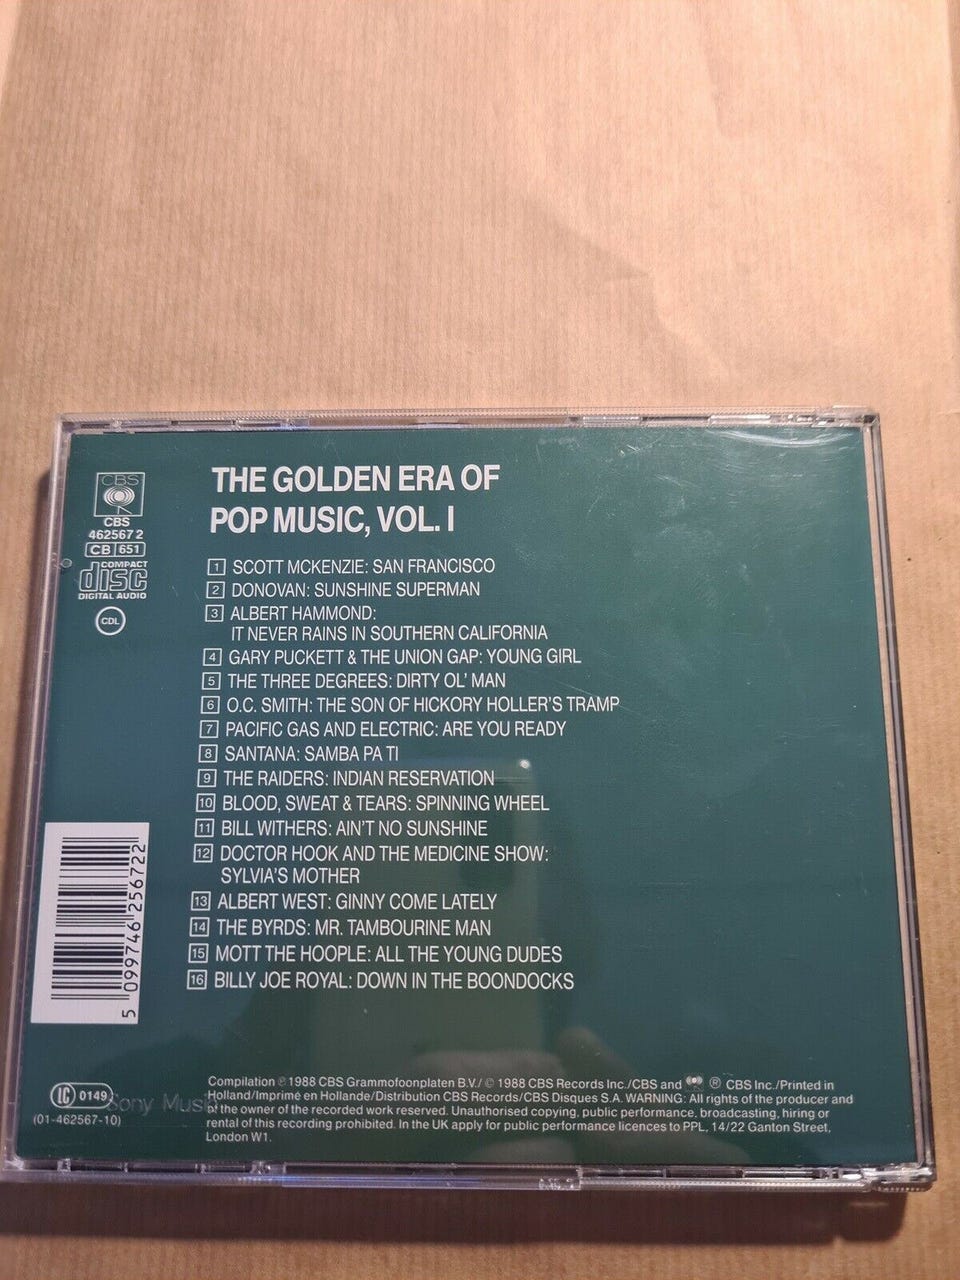 THE GOLDEN ERA OF
POP MUSIC, VOL. I
CBS
CBS
462567 2
CB 651
COMPACT
disc
DIGITAL AUDIO
CDL
1 SCOTT MCKENZIE: SAN FRANCISCO
2 DONOVAN: SUNSHINE SUPERMAN
3 ALBERT HAMMOND:
IT NEVER RAINS IN SOUTHERN CALIFORNIA
4 GARY PUCKETT & THE UNION GAP: YOUNG GIRL
5 THE THREE DEGREES: DIRTY OL' MAN
6 O.C. SMITH: THE SON OF HICKORY HOLLER'S TRAMP
7 PACIFIC GAS AND ELECTRIC: ARE YOU READY
8 SANTANA: SAMBA PA TI
9 THE RAIDERS: INDIAN RESERVATION
10 BLOOD, SWEAT & TEARS: SPINNING WHEEL
11 BILL WITHERS: AIN'T NO SUNSHINE
12 DOCTOR HOOK AND THE MEDICINE SHOW:
SYLVIA'S MOTHER
13 ALBERT WEST: GINNY COME LATELY
14 THE BYRDS: MR. TAMBOURINE MAN
15 MOTT THE HOOPLE: ALL THE YOUNG DUDES
16 BILLY JOE ROYAL: DOWN IN THE BOONDOCKS
5 099746 256722
LC 0149
Sony Music
(01-462567-10)
Compilation ℗ 1988 CBS Grammofoonplaten B.V./© 1988 CBS Records Inc./CBS and ® CBS Inc./Printed in
Holland/Imprimé en Hollande/Distribution CBS Records/CBS Disques S.A. WARNING: All rights of the producer and
of the owner of the recorded work reserved. Unauthorised copying, public performance, broadcasting, hiring or
rental of this recording prohibited. In the UK apply for public performance licences to PPL, 14/22 Ganton Street,
London W1.